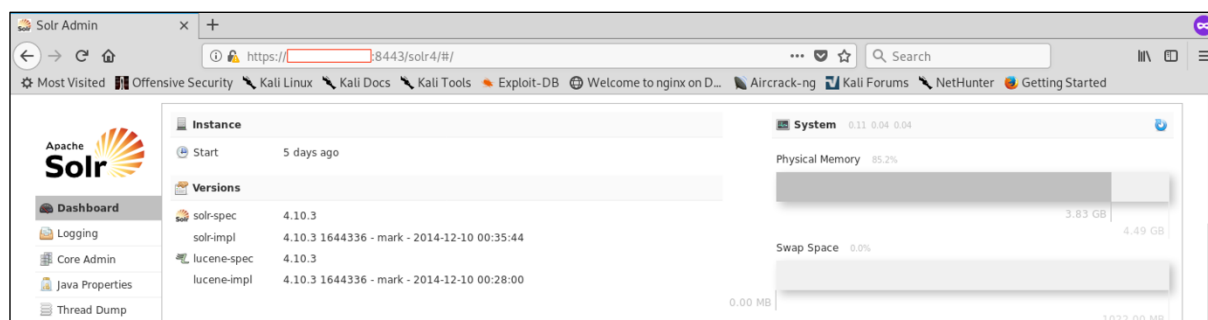 Solr Admin
https:// :8443/solr4/#/
Search
Most Visited Offensive Security Kali Linux Kali Docs Kali Tools Exploit-DB Welcome to nginx on D... Aircrack-ng Kali Forums NetHunter Getting Started
Apache
Solr
Dashboard
Logging
Core Admin
Java Properties
Thread Dump
Instance
Start 5 days ago
Versions
solr-spec 4.10.3
solr-impl 4.10.3 1644336 - mark - 2014-12-10 00:35:44
lucene-spec 4.10.3
lucene-impl 4.10.3 1644336 - mark - 2014-12-10 00:28:00
System 0.11 0.04 0.04
Physical Memory 85.2%
3.83 GB
4.49 GB
Swap Space 0.0%
0.00 MB
1022.00 MB